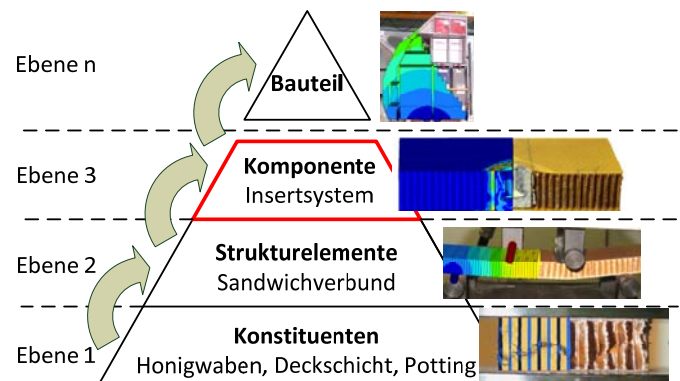 Ebene n
Bauteil
Ebene 3
Komponente
Insertsystem
Ebene 2
Strukturelemente
Sandwichverbund
Ebene 1
Konstituenten
Honigwaben, Deckschicht, Potting